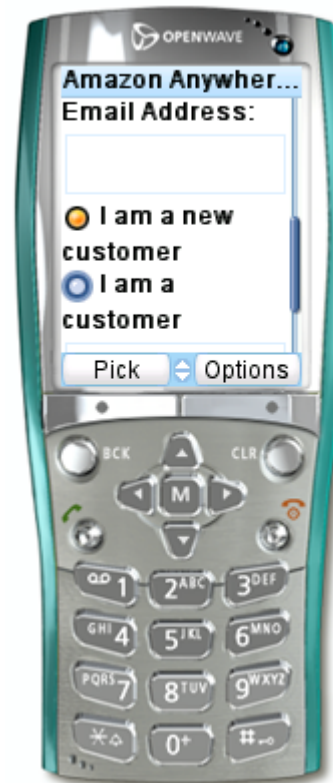 OPENWAVE
Amazon Anywher...
Email Address:
I am a new
customer
I am a
customer
Pick
Options
BCK
CLR
M
1
2ABC
3DEF
GHI4
5JKL
6MNO
PQRS7
8TUV
9WXYZ
0+
#